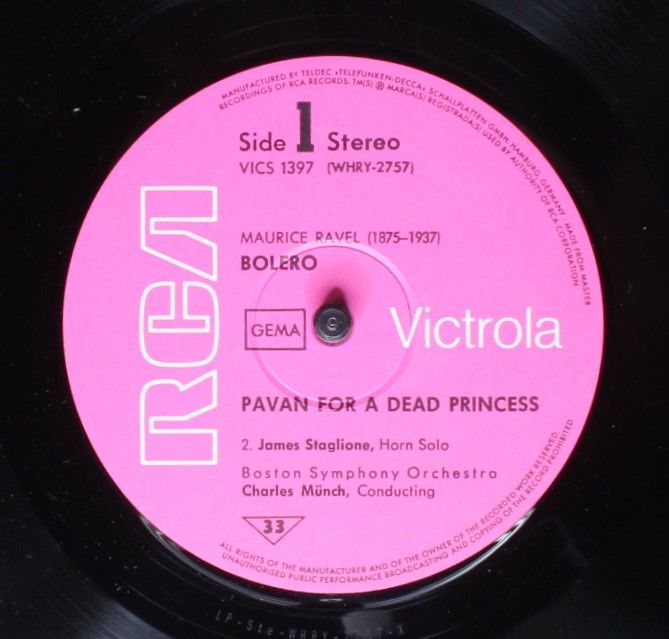 MANUFACTURED BY TELDEC »TELEFUNKEN-DECCA« SCHALLPLATTEN GMBH, HAMBURG, GERMANY · MADE FROM MASTER
RECORDINGS OF RCA RECORDS. TM(S) ® MARCA(S) REGISTRADA(S) USED BY AUTHORITY OF RCA CORPORATION
Side 1 Stereo
VICS 1397 (WHRY-2757)
RCA
MAURICE RAVEL (1875–1937)
BOLERO
GEMA
Victrola
PAVAN FOR A DEAD PRINCESS
2. James Staglione, Horn Solo
Boston Symphony Orchestra
Charles Münch, Conducting
33
ALL RIGHTS OF THE MANUFACTURER AND OF THE OWNER OF THE RECORDED WORK RESERVED.
UNAUTHORISED PUBLIC PERFORMANCE BROADCASTING AND COPYING OF THE RECORD PROHIBITED